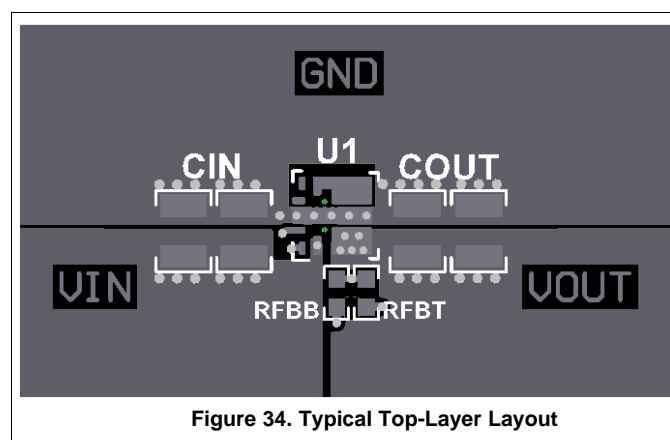 GND
U1
CIN
COUT
VIN
VOUT
RFBB
RFBT
Figure 34. Typical Top-Layer Layout